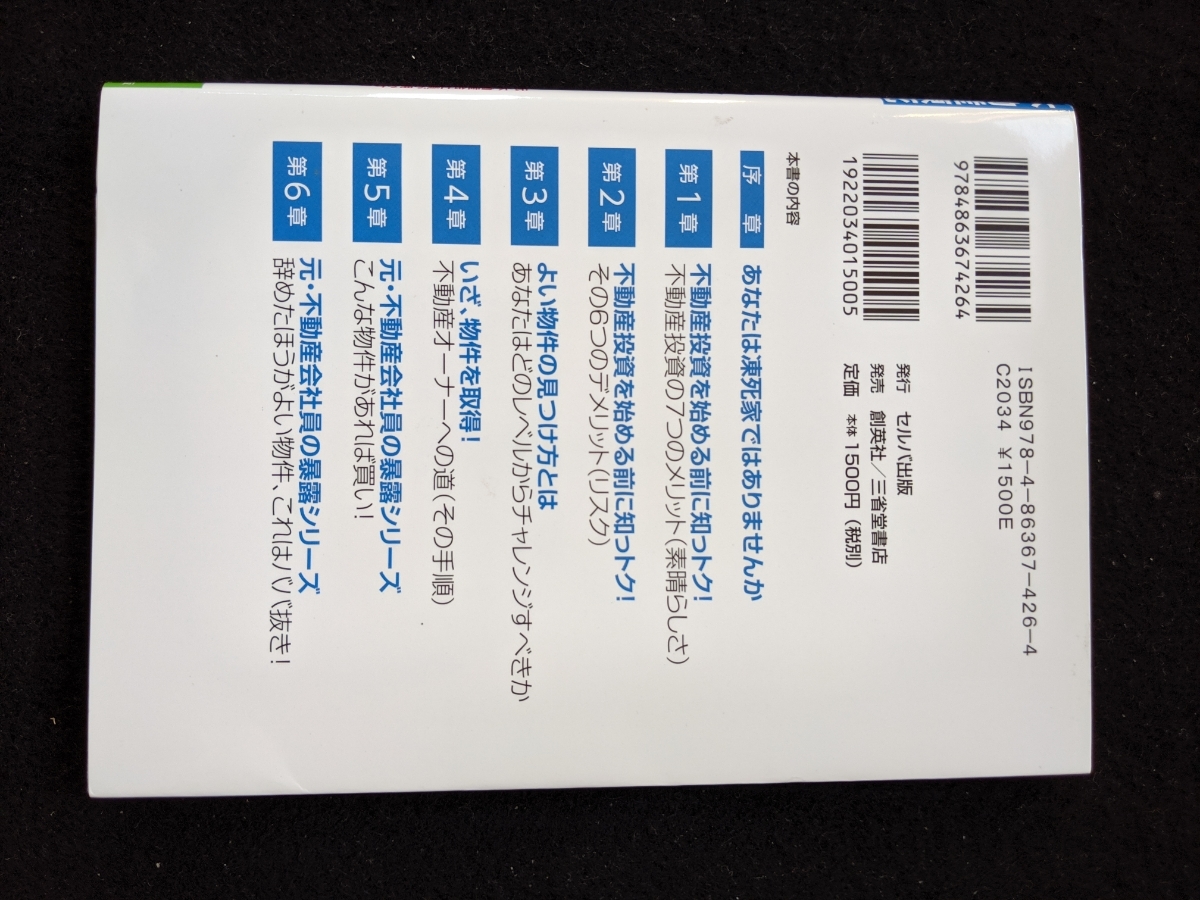 9784863674264
1922034015005
ISBN978-4-86367-426-4
C2034 ¥1500E
発行 セルバ出版
発売 創英社/三省堂書店
定価 本体1500円(税別)
本書の内容
序章 あなたは凍死家ではありませんか
第1章 不動産投資を始める前に知っトク!
不動産投資の7つのメリット(素晴らしさ)
第2章 不動産投資を始める前に知っトク!
その6つのデメリット(リスク)
第3章 よい物件の見つけ方とは
あなたはどのレベルからチャレンジすべきか
第4章 いざ、物件を取得!
不動産オーナーへの道(その手順)
第5章 元・不動産会社員の暴露シリーズ
こんな物件があれば買い!
第6章 元・不動産会社員の暴露シリーズ
辞めたほうがよい物件、これはババ抜き!